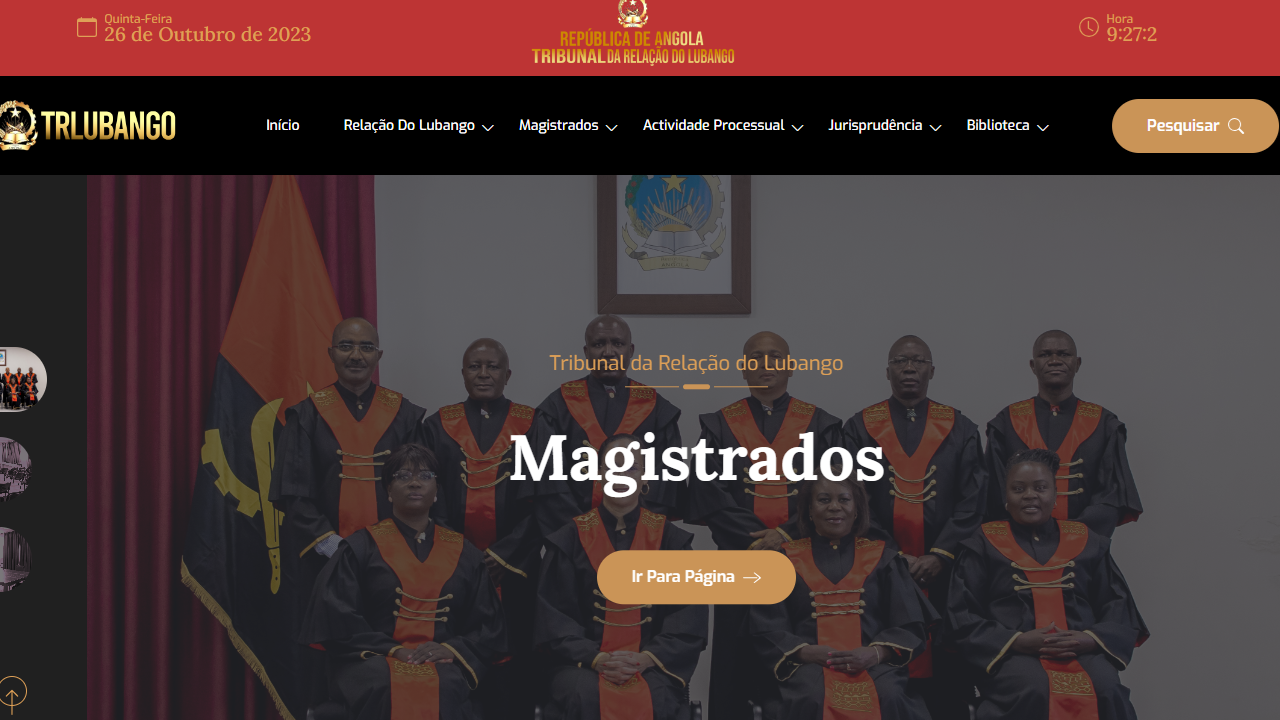 Quinta-Feira
26 de Outubro de 2023
REPÚBLICA DE ANGOLA
TRIBUNAL DA RELAÇÃO DO LUBANGO
Hora
9:27:2
TRLUBANGO
Início
Relação Do Lubango
Magistrados
Actividade Processual
Jurisprudência
Biblioteca
Pesquisar
Tribunal da Relação do Lubango
Magistrados
Ir Para Página